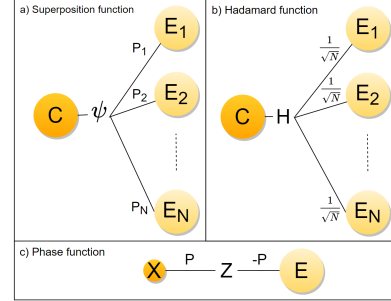 a) Superposition function
C ψ
P1 E1
P2 E2
PN EN
b) Hadamard function
C H
1/√N E1
1/√N E2
1/√N EN
c) Phase function
X P Z -P E